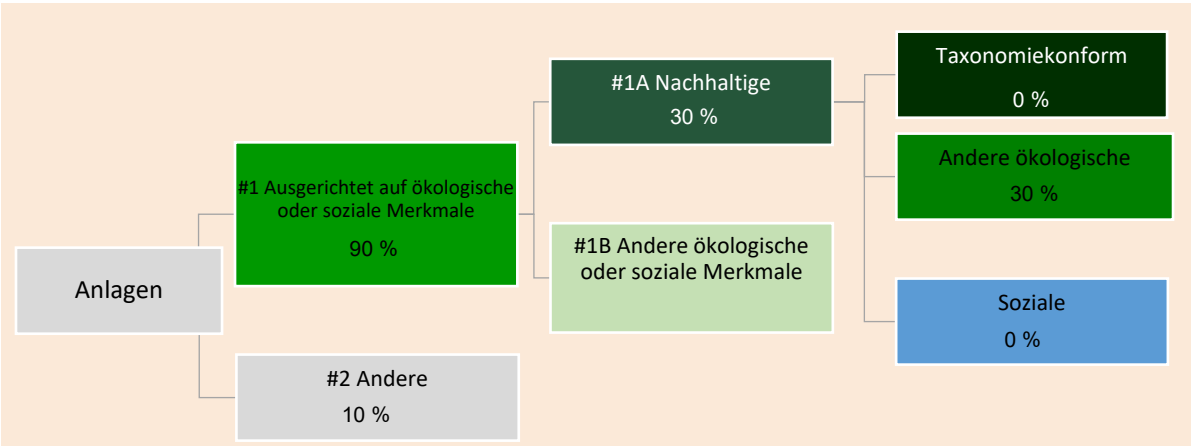 Anlagen
#1 Ausgerichtet auf ökologische
oder soziale Merkmale
90 %
#2 Andere
10 %
#1A Nachhaltige
30 %
#1B Andere ökologische
oder soziale Merkmale
Taxonomiekonform
0 %
Andere ökologische
30 %
Soziale
0 %